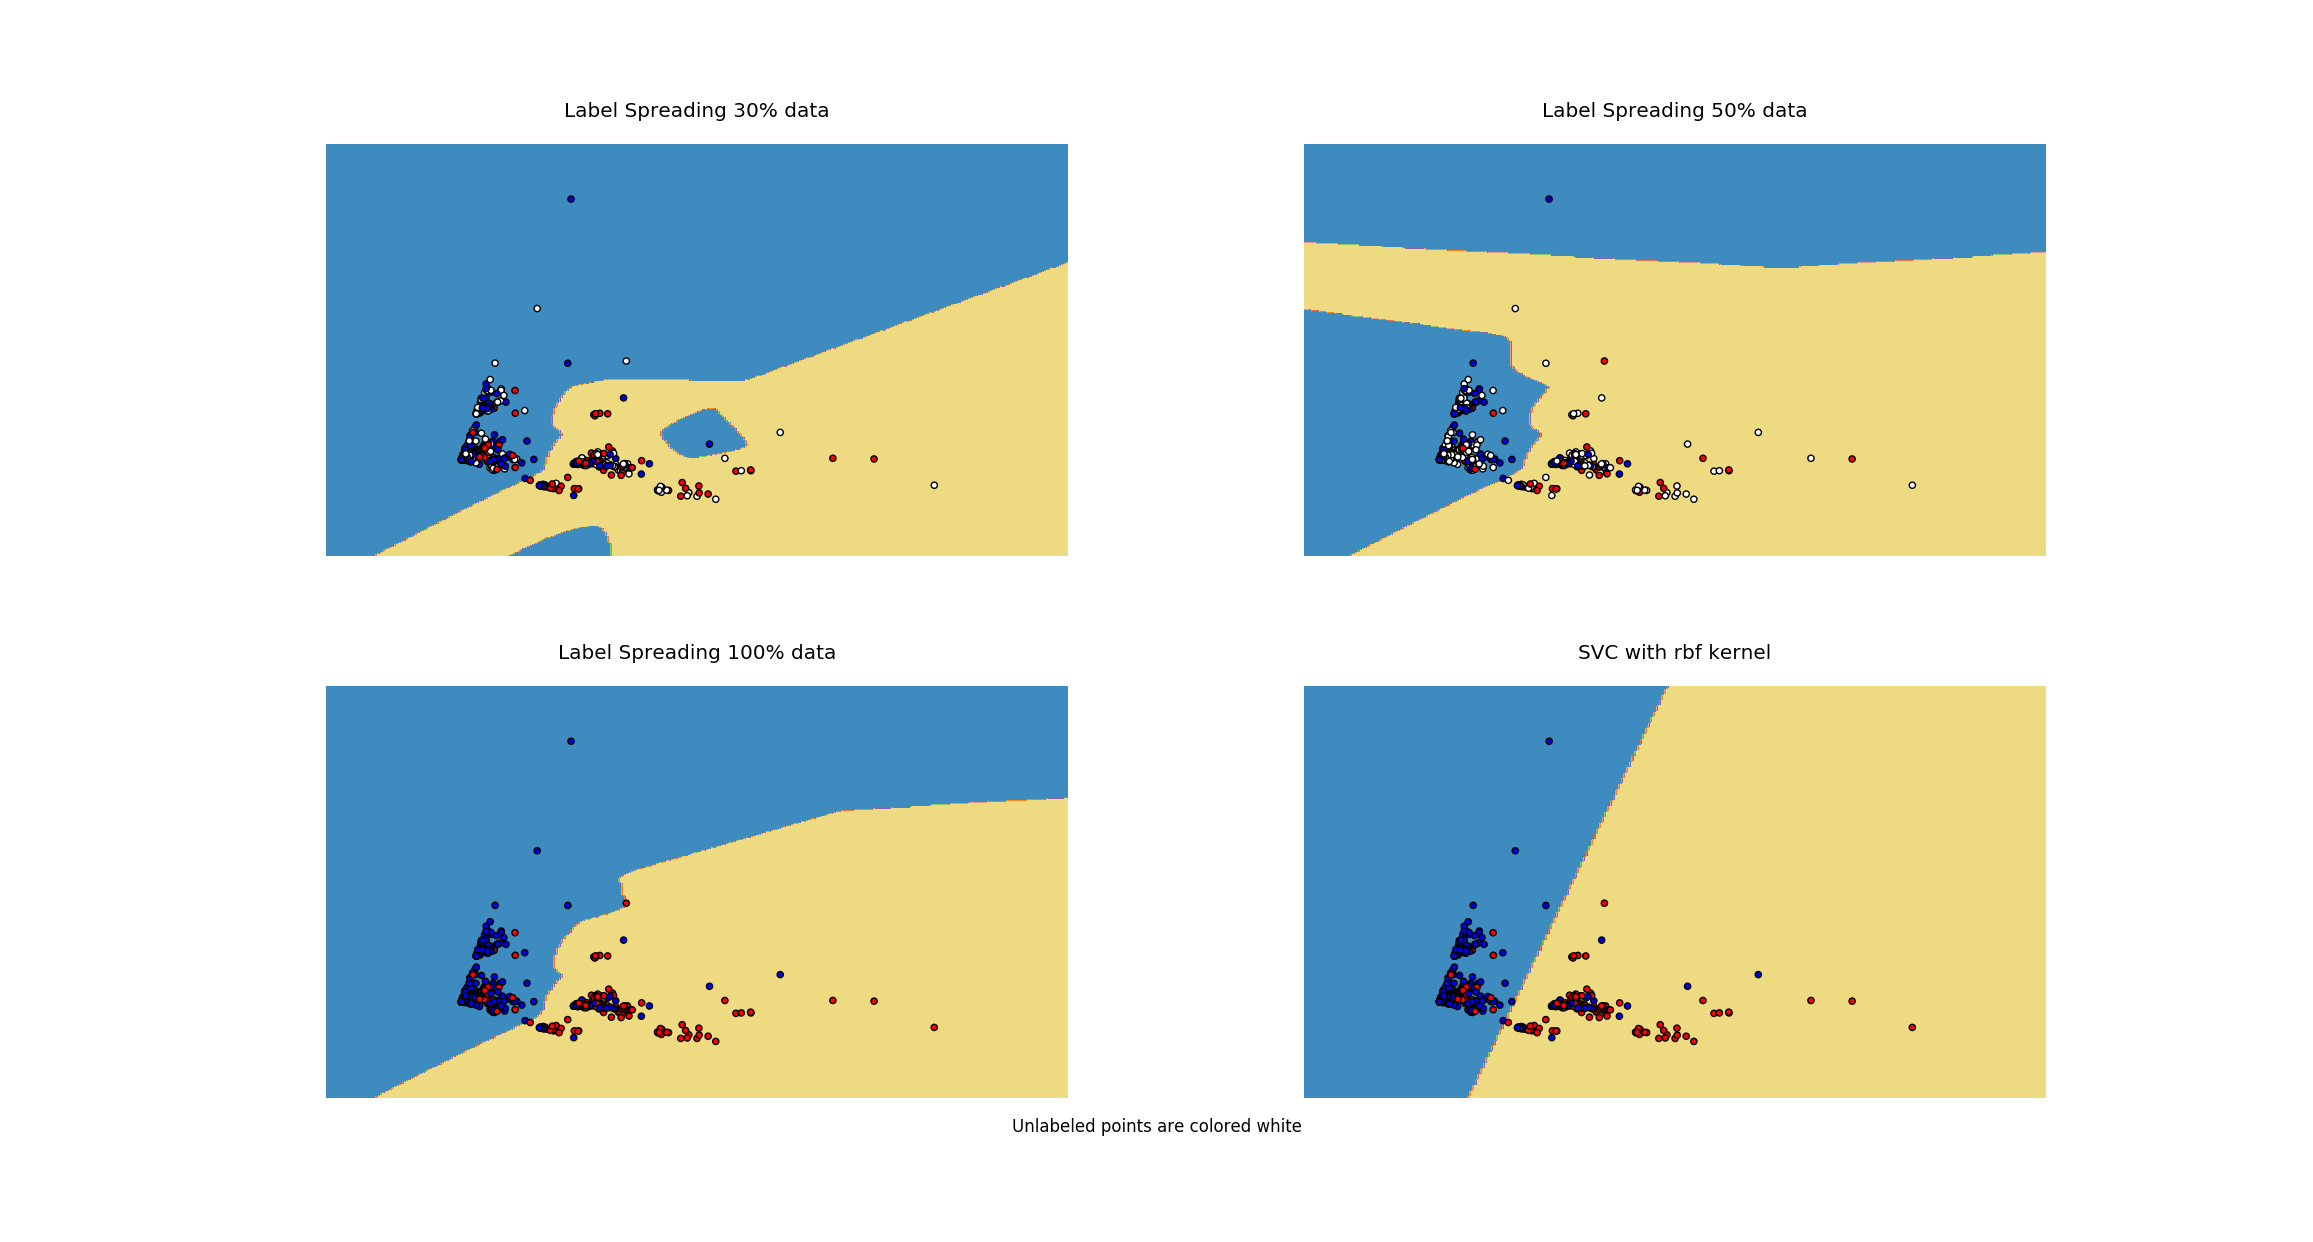 Label Spreading 30% data
Label Spreading 50% data
Label Spreading 100% data
SVC with rbf kernel
Unlabeled points are colored white